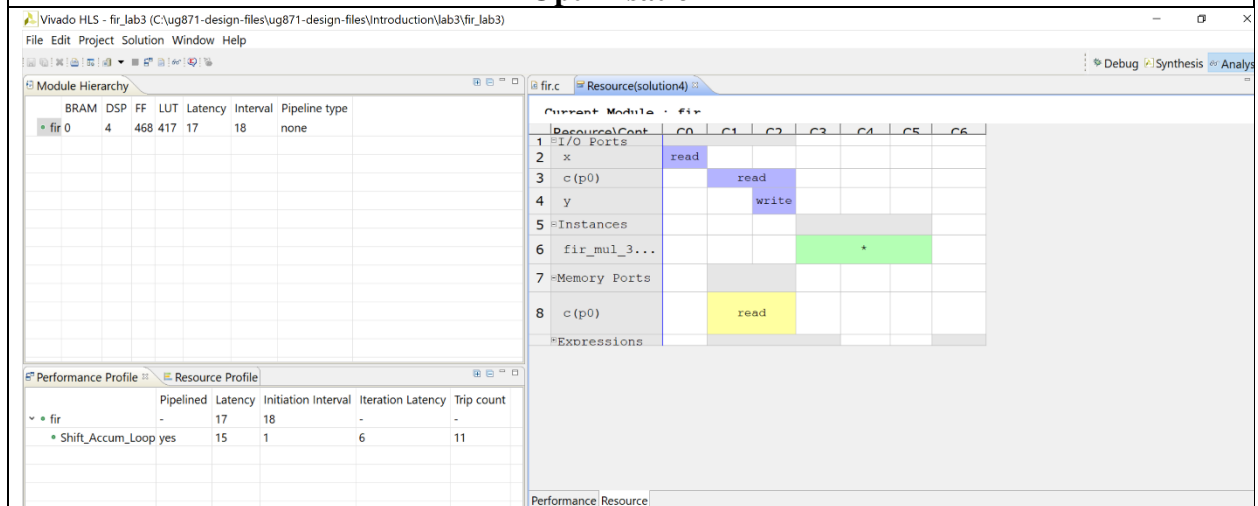 Vivado HLS - fir_lab3 (C:\ug871-design-files\ug871-design-files\Introduction\lab3\fir_lab3)
File Edit Project Solution Window Help
Debug Synthesis Analys
Module Hierarchy
BRAM DSP FF LUT Latency Interval Pipeline type
fir 0 4 468 417 17 18 none
Performance Profile Resource Profile
Pipelined Latency Initiation Interval Iteration Latency Trip count
fir - 17 18 - -
Shift_Accum_Loop yes 15 1 6 11
fir.c Resource(solution4)
Current Module : fir
Resource\Cont C0 C1 C2 C3 C4 C5 C6
1 I/O Ports
2 x read
3 c(p0) read
4 y write
5 Instances
6 fir_mul_3... *
7 Memory Ports
8 c(p0) read
Expressions
Performance Resource